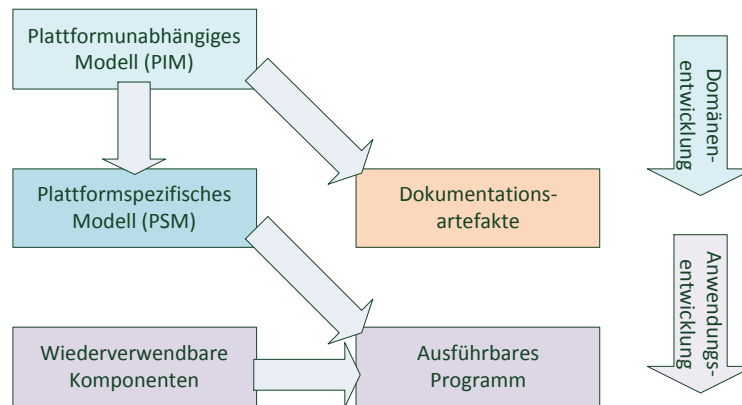 Plattformunabhängiges
Modell (PIM)
Domänen-
entwicklung
Plattformspezifisches
Modell (PSM)
Dokumentations-
artefakte
Anwendungs-
entwicklung
Wiederverwendbare
Komponenten
Ausführbares
Programm